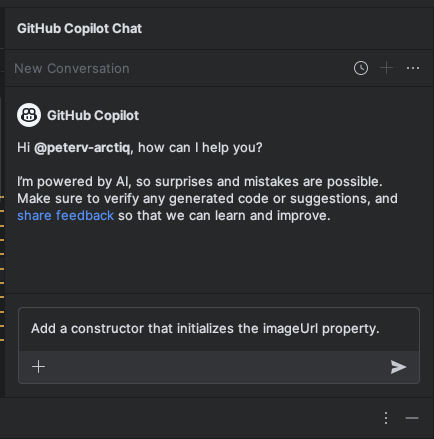 GitHub Copilot Chat
New Conversation
GitHub Copilot
Hi @peterv-arctiq, how can I help you?
I'm powered by AI, so surprises and mistakes are possible.
Make sure to verify any generated code or suggestions, and
share feedback so that we can learn and improve.
Add a constructor that initializes the imageUrl property.